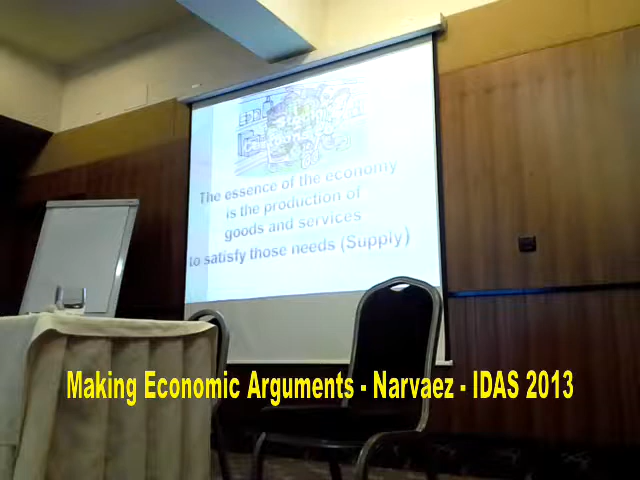 The essence of the economy
is the production of
goods and services
to satisfy those needs (Supply)
Making Economic Arguments - Narvaez - IDAS 2013